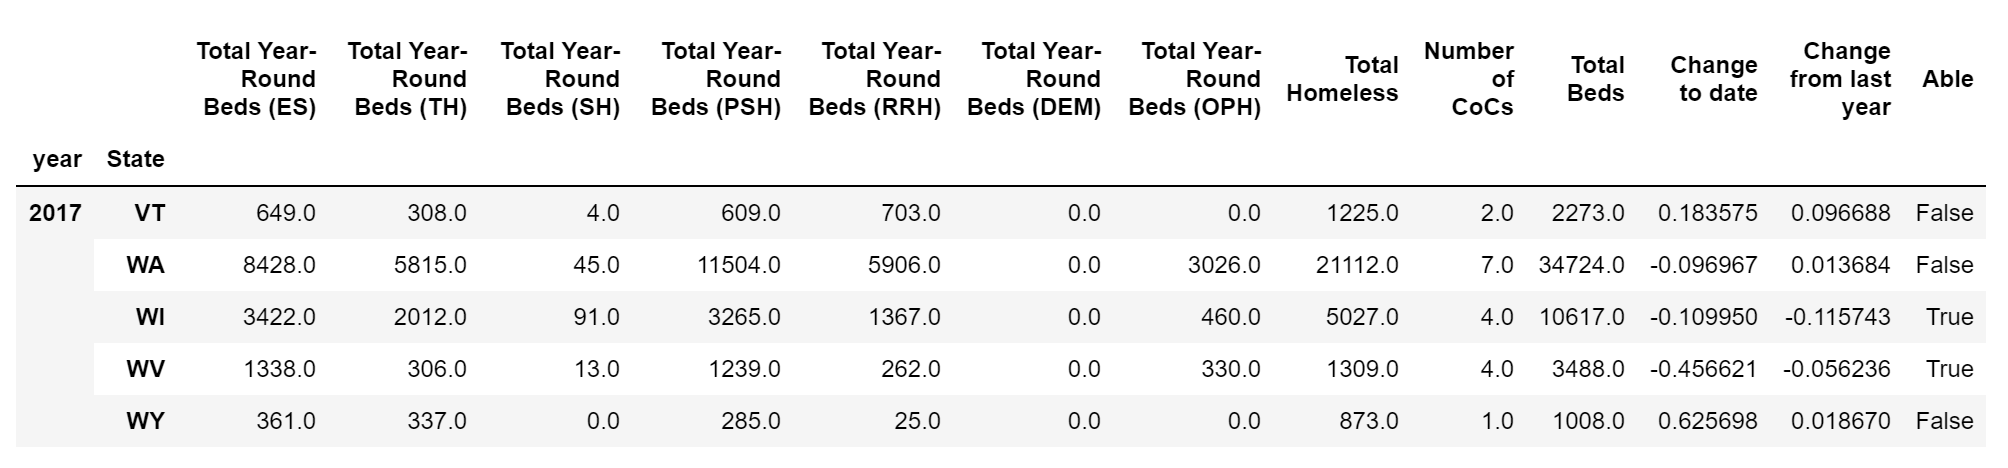 Total Year-Round Beds (ES) Total Year-Round Beds (TH) Total Year-Round Beds (SH) Total Year-Round Beds (PSH) Total Year-Round Beds (RRH) Total Year-Round Beds (DEM) Total Year-Round Beds (OPH) Total Homeless Number of CoCs Total Beds Change to date Change from last year Able
year State
2017 VT 649.0 308.0 4.0 609.0 703.0 0.0 0.0 1225.0 2.0 2273.0 0.183575 0.096688 False
WA 8428.0 5815.0 45.0 11504.0 5906.0 0.0 3026.0 21112.0 7.0 34724.0 -0.096967 0.013684 False
WI 3422.0 2012.0 91.0 3265.0 1367.0 0.0 460.0 5027.0 4.0 10617.0 -0.109950 -0.115743 True
WV 1338.0 306.0 13.0 1239.0 262.0 0.0 330.0 1309.0 4.0 3488.0 -0.456621 -0.056236 True
WY 361.0 337.0 0.0 285.0 25.0 0.0 0.0 873.0 1.0 1008.0 0.625698 0.018670 False